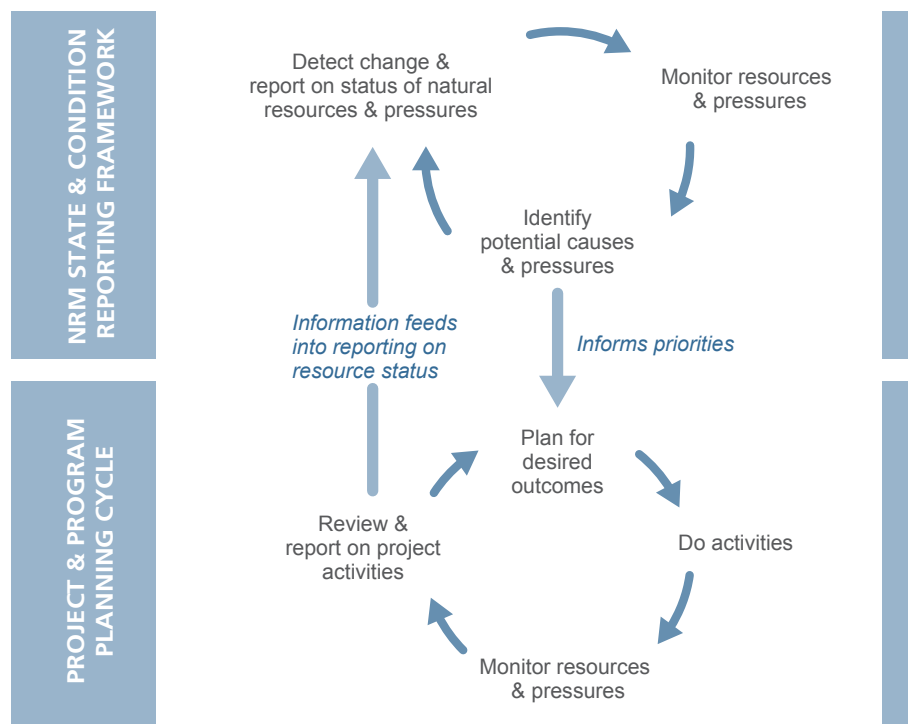 NRM STATE & CONDITION
REPORTING FRAMEWORK
Detect change &
report on status of natural
resources & pressures
Monitor resources
& pressures
Identify
potential causes
& pressures
Information feeds
into reporting on
resource status
Informs priorities
PROJECT & PROGRAM
PLANNING CYCLE
Plan for
desired
outcomes
Do activities
Review &
report on project
activities
Monitor resources
& pressures